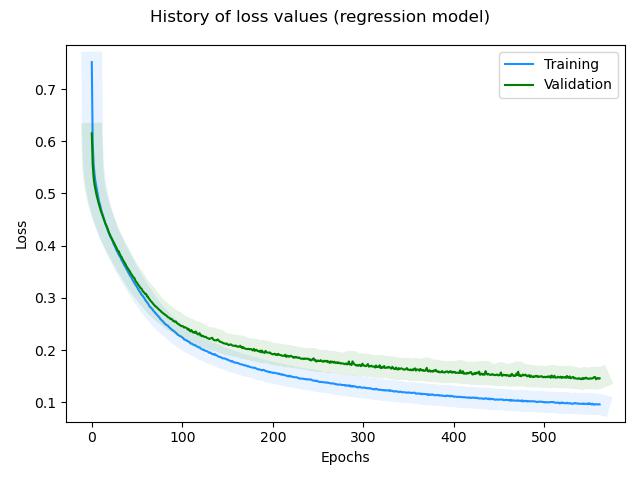 History of loss values (regression model)
Training
Validation
0.7
0.6
0.5
0.4
0.3
0.2
0.1
Loss
0 100 200 300 400 500
Epochs